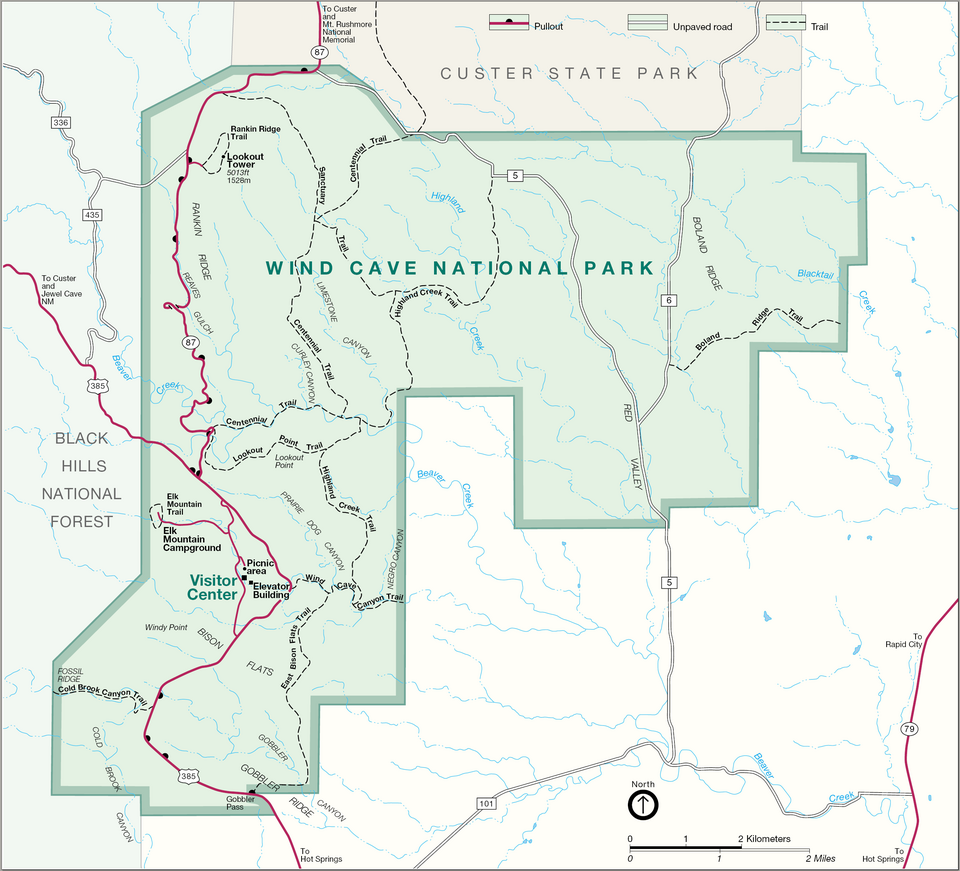 To Custer
and
Mt. Rushmore
National
Memorial
87
Pullout
Unpaved road
Trail
CUSTER STATE PARK
336
435
Rankin Ridge
Trail
Lookout
Tower
5013ft
1528m
Sanctuary
Trail
Centennial Trail
5
Highland
Creek
RANKIN
RIDGE
BOLAND
RIDGE
WIND CAVE NATIONAL PARK
Blacktail
Creek
To Custer
and
Jewel Cave
NM
REAVES
GULCH
LIMESTONE
CANYON
Highland Creek Trail
6
87
Centennial
Trail
CURLEY CANYON
Boland Ridge Trail
Beaver
Creek
385
RED
VALLEY
Centennial Trail
Lookout Point Trail
Lookout
Point
BLACK
HILLS
NATIONAL
FOREST
Highland
Creek
Trail
Beaver
Creek
PRAIRIE
DOG
CANYON
NEGRO CANYON
Elk
Mountain
Trail
Elk
Mountain
Campground
Picnic
area
Visitor
Center
Elevator
Building
Wind Cave
Canyon Trail
5
Windy Point
BISON
FLATS
East Bison Flats Trail
To
Rapid City
FOSSIL
RIDGE
Cold Brook Canyon Trail
79
COLD
BROOK
CANYON
GOBBLER
CANYON
GOBBLER
RIDGE
385
Gobbler
Pass
101
Beaver
Creek
North
0 1 2 Kilometers
0 1 2 Miles
To
Hot Springs
To
Hot Springs